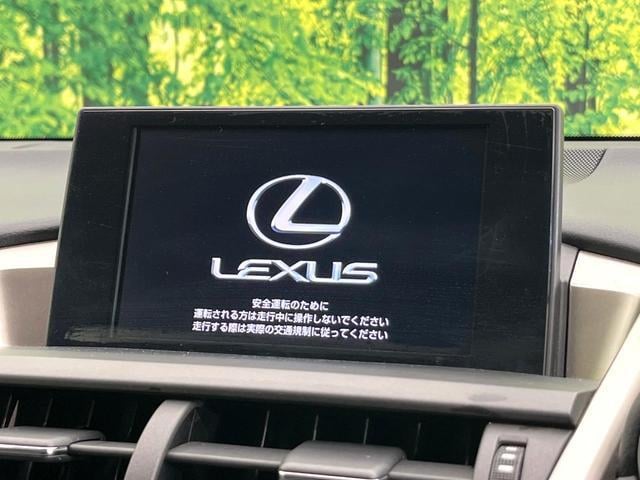 LEXUS
安全運転のために
運転される方は走行中に操作しないでください
走行する際は実際の交通規制に従ってください